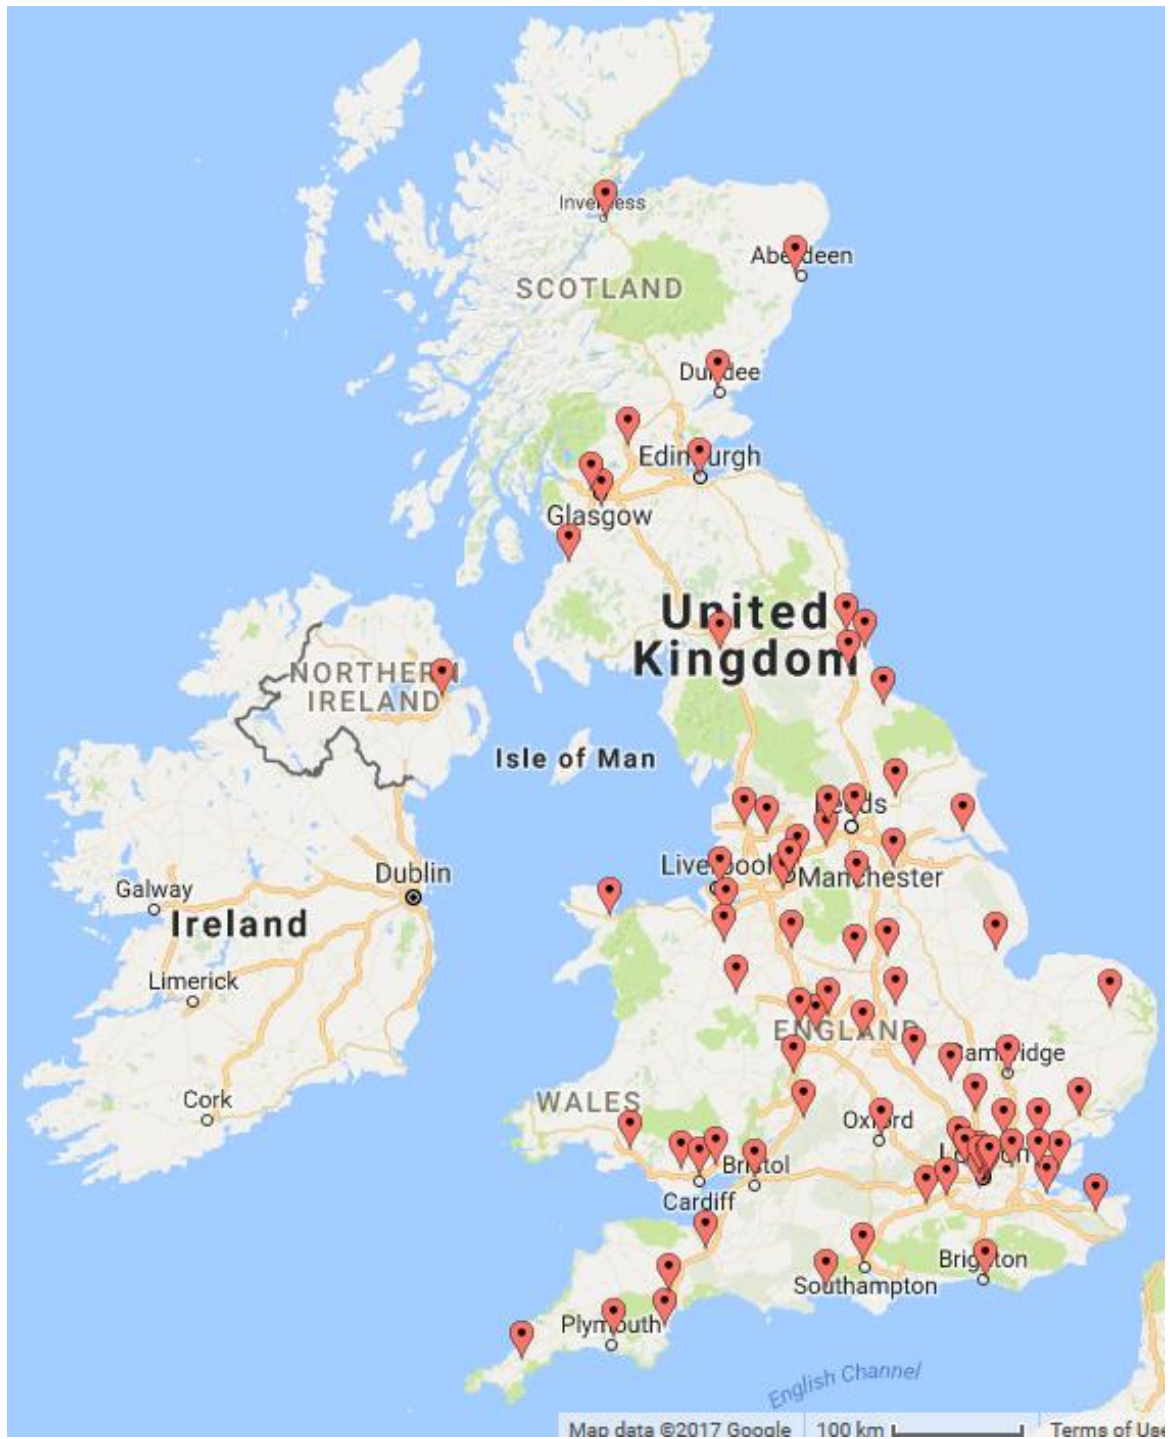 Inverness
Aberdeen
SCOTLAND
Dundee
Edinburgh
Glasgow
United
Kingdom
NORTHERN
IRELAND
Isle of Man
Leeds
Liverpool
Manchester
Dublin
Galway
Ireland
Limerick
ENGLAND
Cambridge
Cork
WALES
Oxford
London
Bristol
Cardiff
Brighton
Southampton
Plymouth
English Channel
Map data ©2017 Google
100 km
Terms of Use